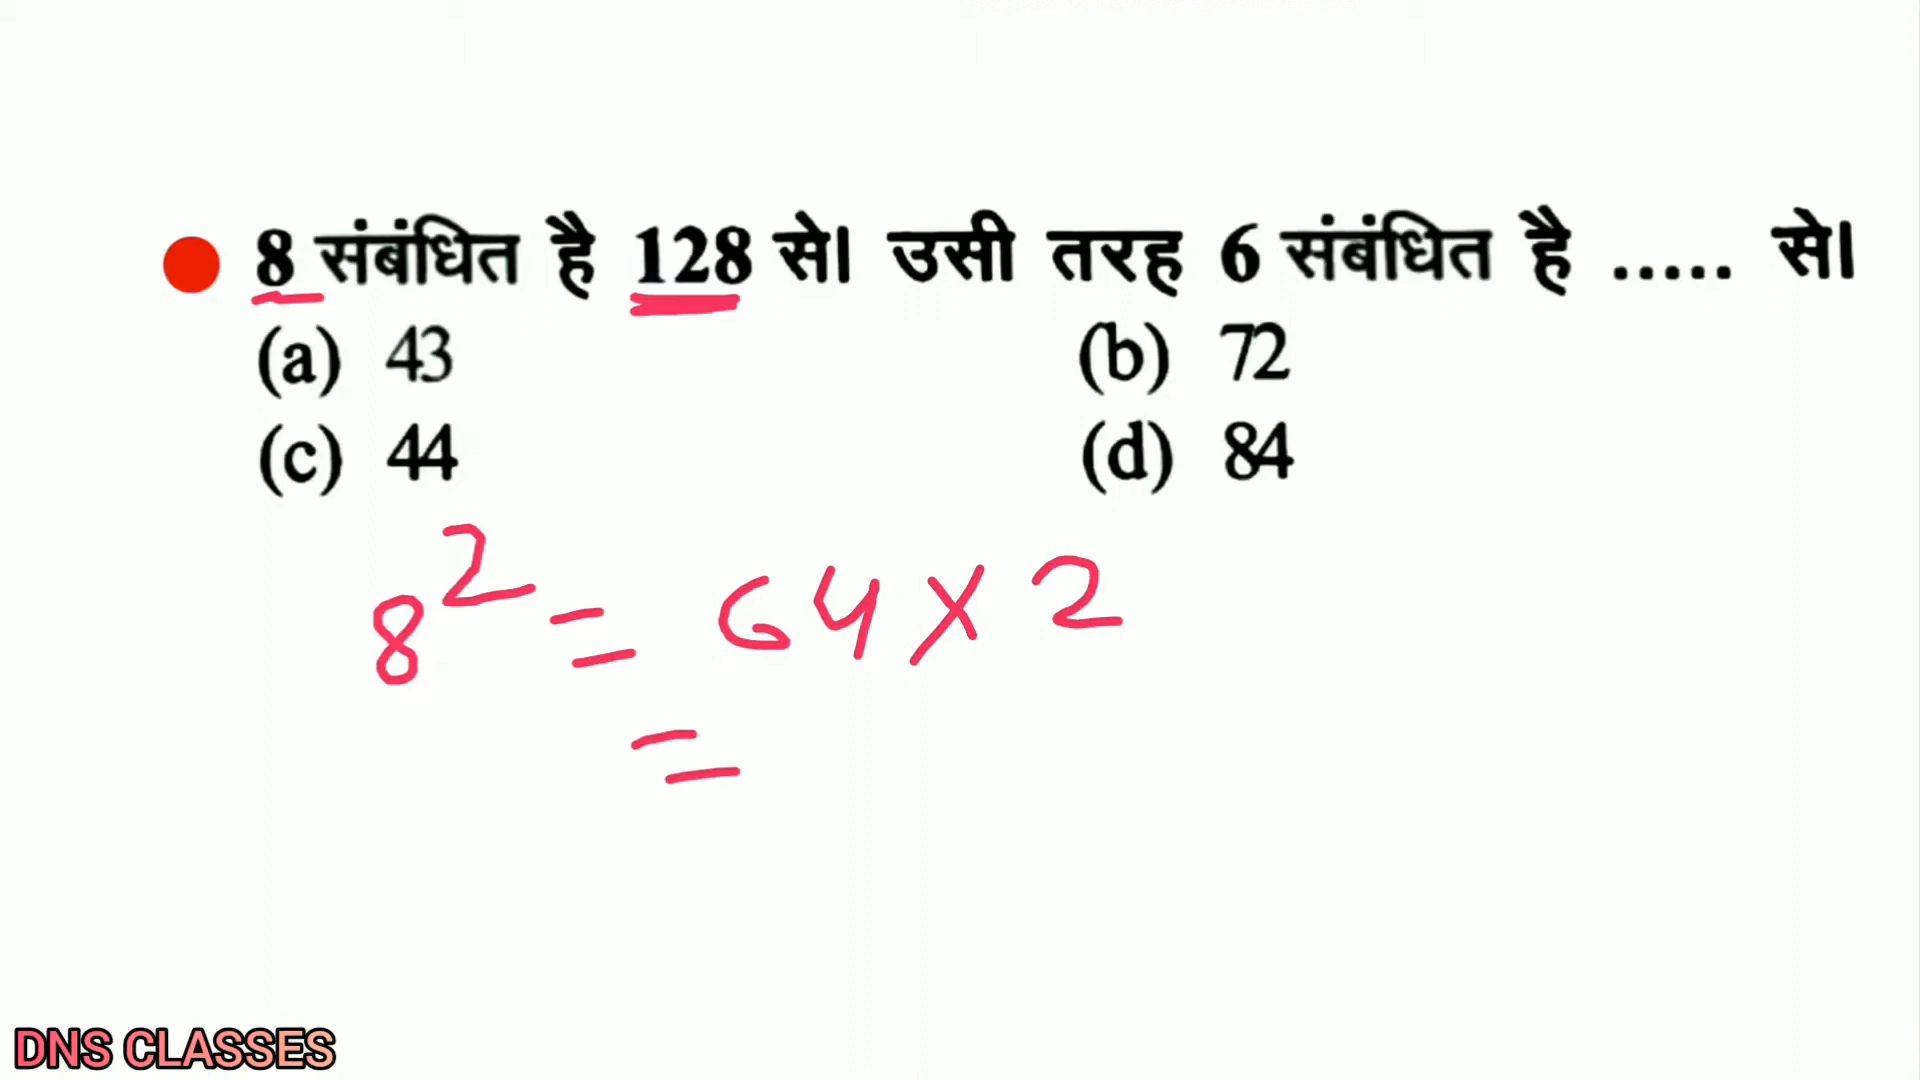 8 संबंधित है 128 से। उसी तरह 6 संबंधित है ..... से।
(a) 43 (b) 72
(c) 44 (d) 84
8² = 64 × 2
=
DNS CLASSES